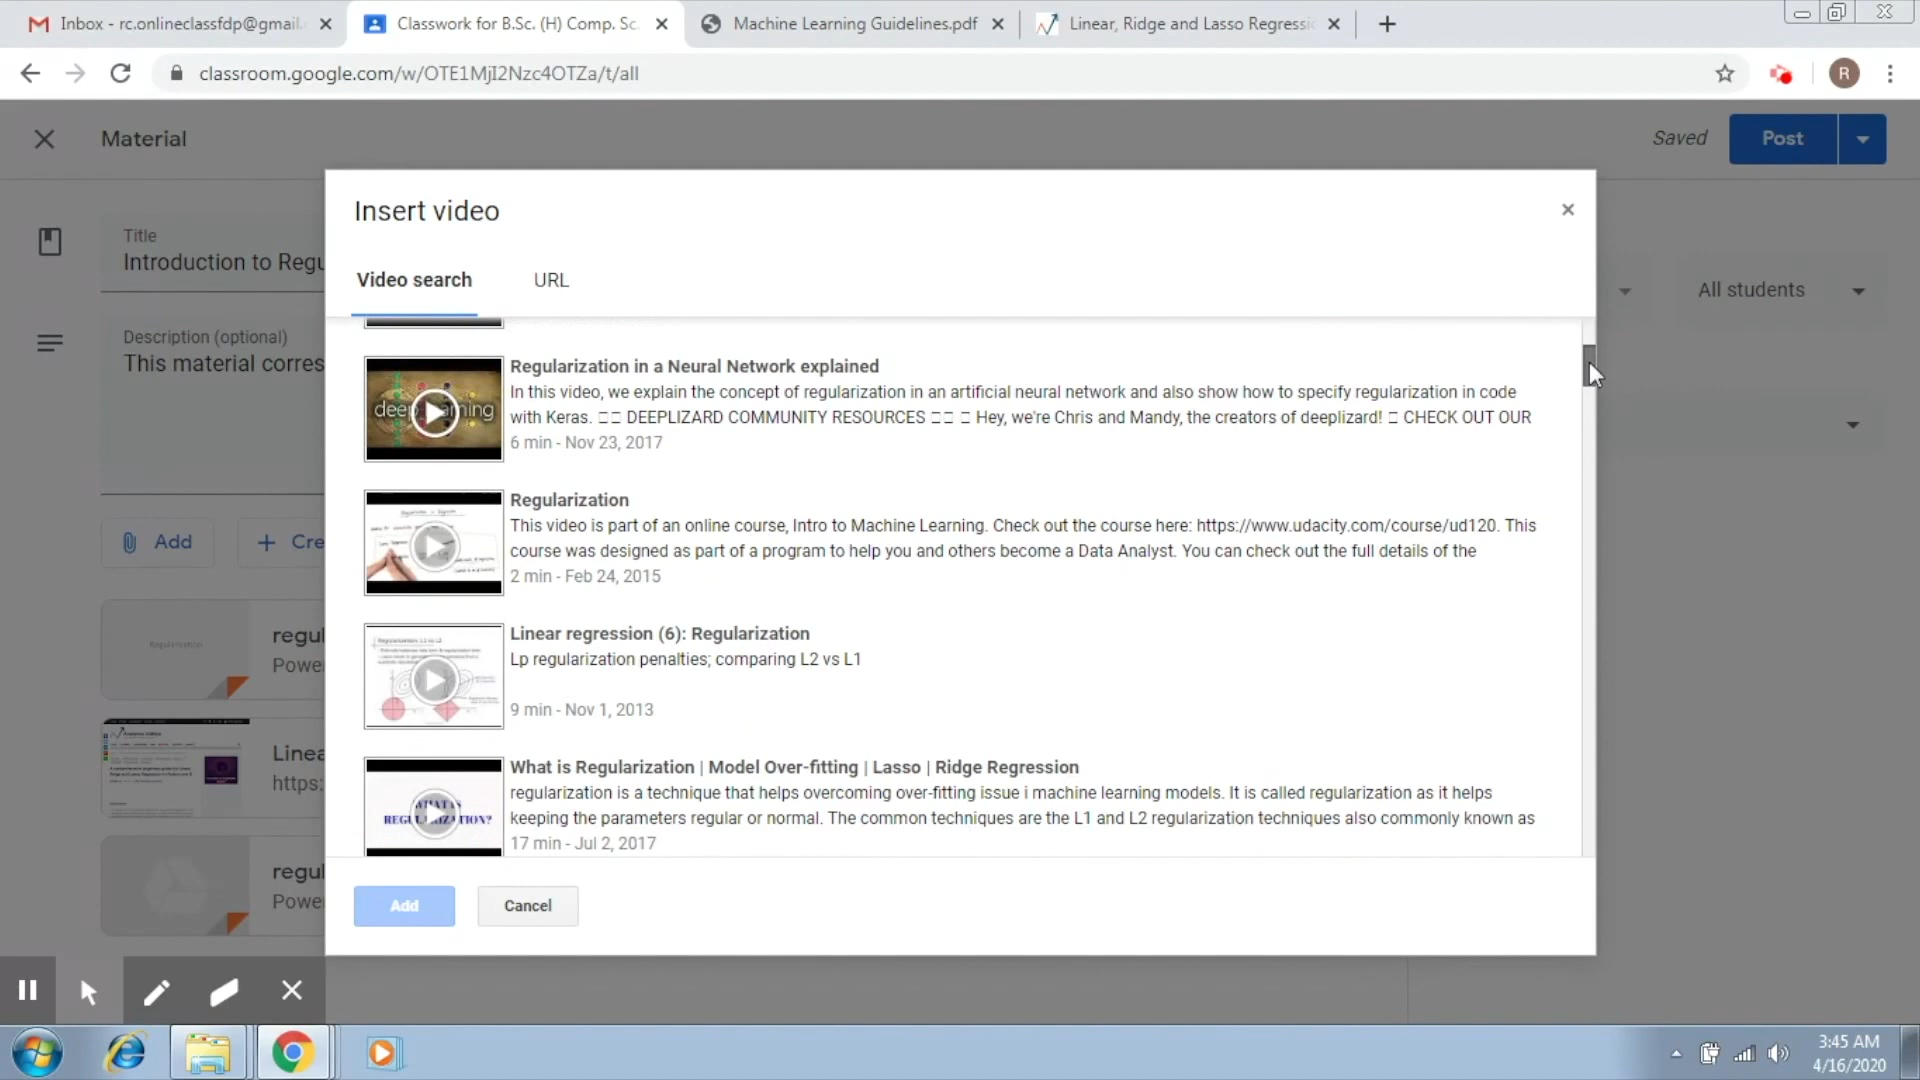 Inbox - rc.onlineclassfdp@gmail.
Classwork for B.Sc. (H) Comp. Sc.
Machine Learning Guidelines.pdf
Linear, Ridge and Lasso Regressi
classroom.google.com/w/OTE1MjI2Nzc4OTZa/t/all
R
Material
Saved
Post
Insert video
Title
Introduction to Regu
Video search
URL
All students
Description (optional)
This material corres
Regularization in a Neural Network explained
In this video, we explain the concept of regularization in an artificial neural network and also show how to specify regularization in code
with Keras. □□ DEEPLIZARD COMMUNITY RESOURCES □□ □ Hey, we're Chris and Mandy, the creators of deeplizard! □ CHECK OUT OUR
6 min - Nov 23, 2017
Regularization
This video is part of an online course, Intro to Machine Learning. Check out the course here: https://www.udacity.com/course/ud120. This
course was designed as part of a program to help you and others become a Data Analyst. You can check out the full details of the
2 min - Feb 24, 2015
Add
Cre
Linear regression (6): Regularization
Lp regularization penalties; comparing L2 vs L1
9 min - Nov 1, 2013
Regularization
regul
Powe
Linea
https:
What is Regularization | Model Over-fitting | Lasso | Ridge Regression
regularization is a technique that helps overcoming over-fitting issue i machine learning models. It is called regularization as it helps
keeping the parameters regular or normal. The common techniques are the L1 and L2 regularization techniques also commonly known as
17 min - Jul 2, 2017
regul
Powe
Add
Cancel
3:45 AM
4/16/2020